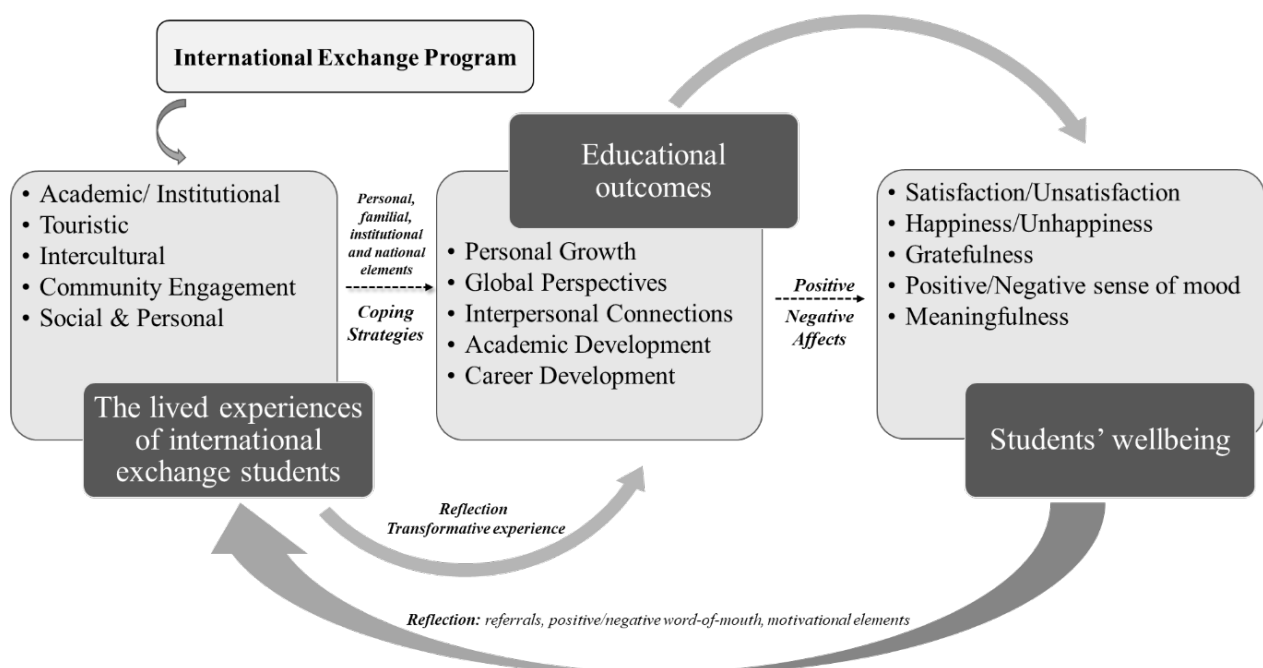 International Exchange Program
• Academic/ Institutional
• Touristic
• Intercultural
• Community Engagement
• Social & Personal
The lived experiences
of international
exchange students
Personal,
familial,
institutional
and national
elements
Coping
Strategies
Educational
outcomes
• Personal Growth
• Global Perspectives
• Interpersonal Connections
• Academic Development
• Career Development
Positive
Negative
Affects
• Satisfaction/Unsatisfaction
• Happiness/Unhappiness
• Gratefulness
• Positive/Negative sense of mood
• Meaningfulness
Students’ wellbeing
Reflection
Transformative experience
Reflection: referrals, positive/negative word-of-mouth, motivational elements